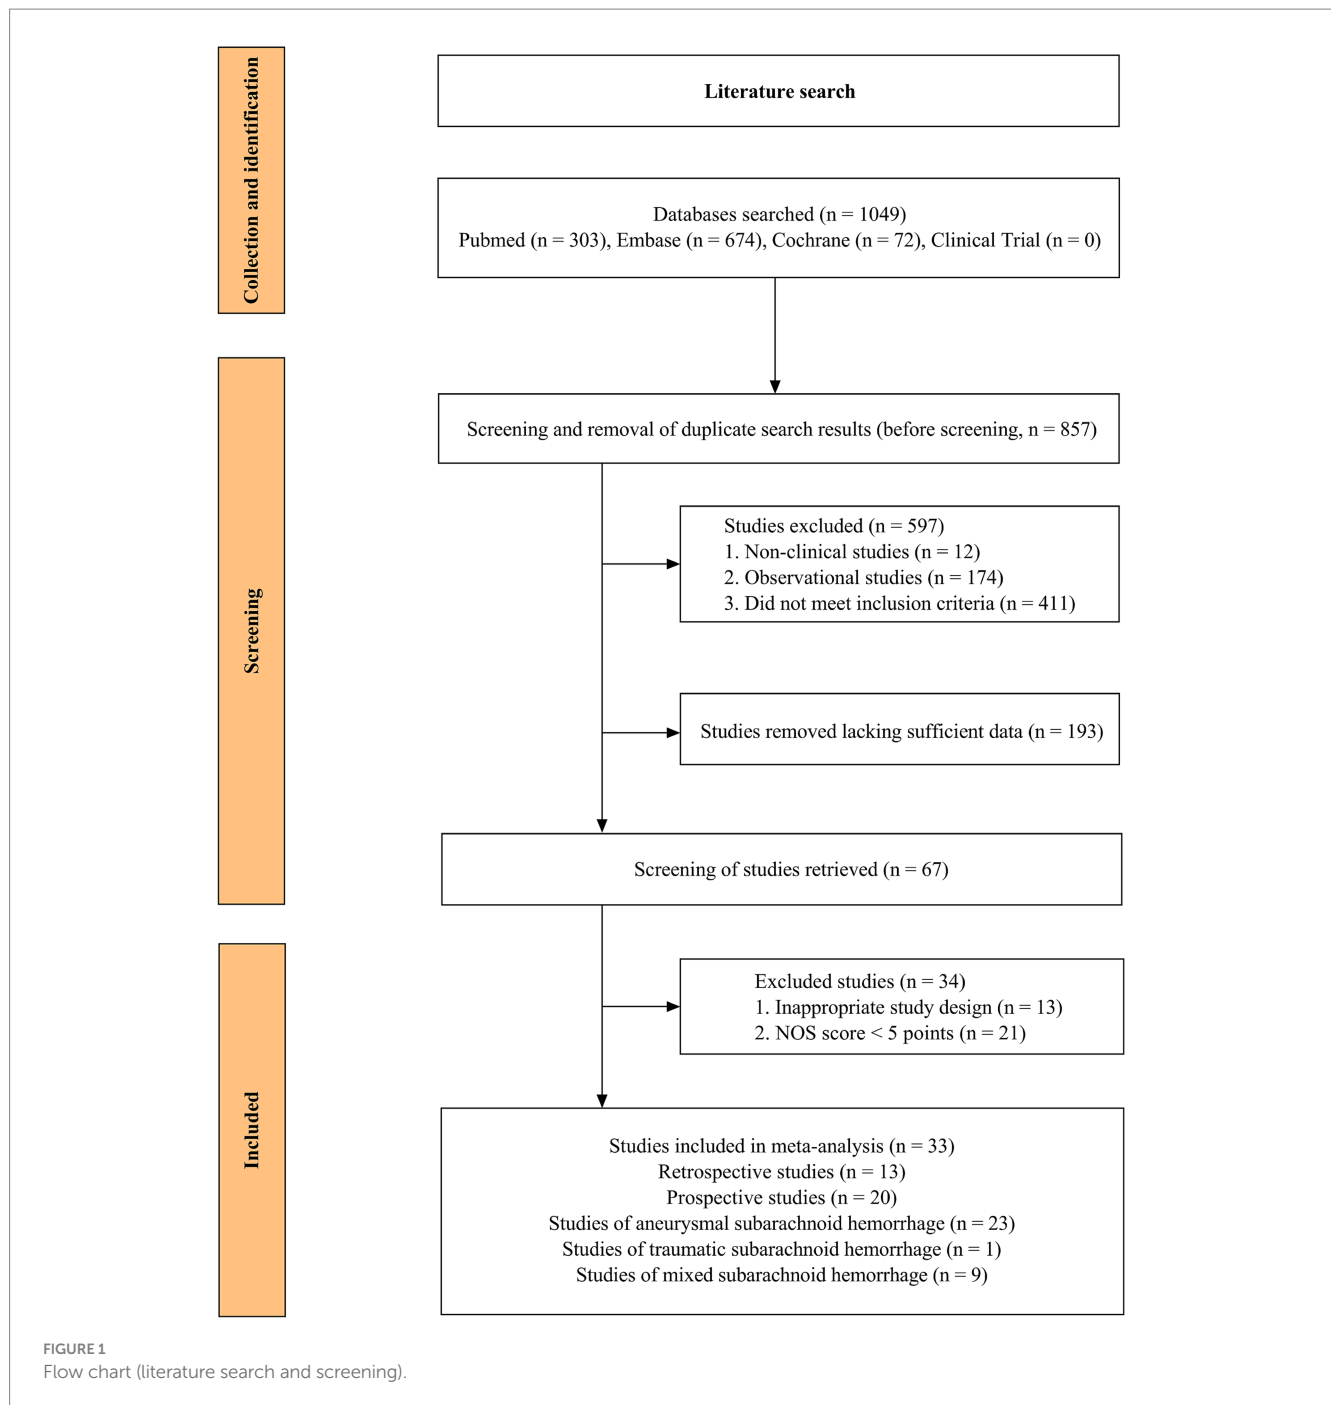 Collection and identification
Literature search
Databases searched (n = 1049)
Pubmed (n = 303), Embase (n = 674), Cochrane (n = 72), Clinical Trial (n = 0)
Screening
Screening and removal of duplicate search results (before screening, n = 857)
Studies excluded (n = 597)
1. Non-clinical studies (n = 12)
2. Observational studies (n = 174)
3. Did not meet inclusion criteria (n = 411)
Studies removed lacking sufficient data (n = 193)
Screening of studies retrieved (n = 67)
Included
Excluded studies (n = 34)
1. Inappropriate study design (n = 13)
2. NOS score < 5 points (n = 21)
Studies included in meta-analysis (n = 33)
Retrospective studies (n = 13)
Prospective studies (n = 20)
Studies of aneurysmal subarachnoid hemorrhage (n = 23)
Studies of traumatic subarachnoid hemorrhage (n = 1)
Studies of mixed subarachnoid hemorrhage (n = 9)
FIGURE 1
Flow chart (literature search and screening).